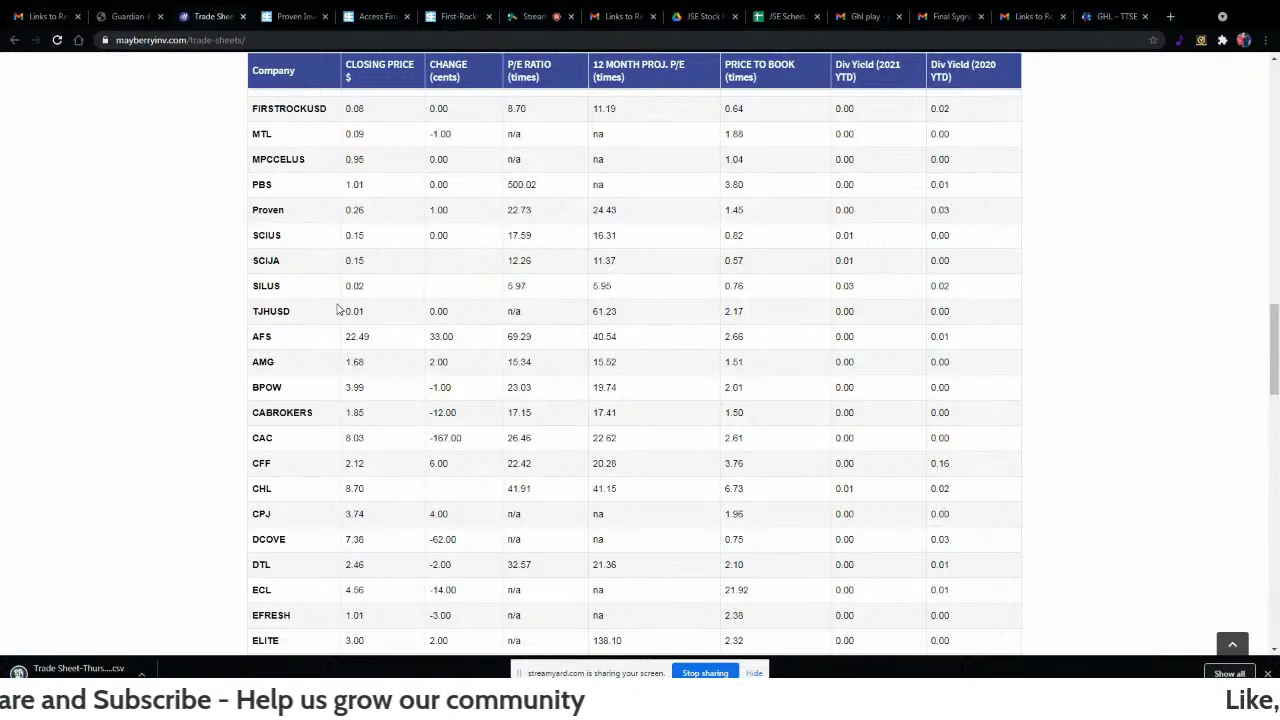 Links to Re
Guardian-H
Trade Shee
Proven Inv
Access Fina
First-Rock-
Stream
Links to Re
JSE Stock P
JSE Schedu
Ghl play -
Final Sygnu
Links to Re
GHL – TTSE
mayberryinv.com/trade-sheets/
Company CLOSING PRICE $ CHANGE (cents) P/E RATIO (times) 12 MONTH PROJ. P/E (times) PRICE TO BOOK (times) Div Yield (2021 YTD) Div Yield (2020 YTD)
FIRSTROCKUSD 0.08 0.00 8.70 11.19 0.64 0.00 0.02
MTL 0.09 -1.00 n/a na 1.88 0.00 0.00
MPCCELUS 0.95 0.00 n/a na 1.04 0.00 0.00
PBS 1.01 0.00 500.02 na 3.80 0.00 0.01
Proven 0.26 1.00 22.73 24.43 1.45 0.00 0.03
SCIUS 0.15 0.00 17.59 16.31 0.82 0.01 0.00
SCIJA 0.15 12.26 11.37 0.57 0.01 0.00
SILUS 0.02 5.97 5.95 0.76 0.03 0.02
TJHUSD 0.01 0.00 n/a 61.23 2.17 0.00 0.00
AFS 22.49 33.00 69.29 40.54 2.66 0.00 0.01
AMG 1.68 2.00 15.34 15.52 1.51 0.00 0.00
BPOW 3.99 -1.00 23.03 19.74 2.01 0.00 0.00
CABROKERS 1.85 -12.00 17.15 17.41 1.50 0.00 0.00
CAC 8.03 -167.00 26.46 22.62 2.61 0.00 0.00
CFF 2.12 6.00 22.42 20.28 3.76 0.00 0.16
CHL 8.70 41.91 41.15 6.73 0.01 0.02
CPJ 3.74 4.00 n/a na 1.96 0.00 0.00
DCOVE 7.38 -62.00 n/a na 0.75 0.00 0.03
DTL 2.46 -2.00 32.57 21.36 2.10 0.00 0.01
ECL 4.56 -14.00 n/a na 21.92 0.00 0.01
EFRESH 1.01 -3.00 n/a na 2.38 0.00 0.00
ELITE 3.00 2.00 n/a 138.10 2.32 0.00 0.00
Trade Sheet-Thurs....csv
streamyard.com is sharing your screen. Stop sharing Hide
Show all
are and Subscribe - Help us grow our community
Like,